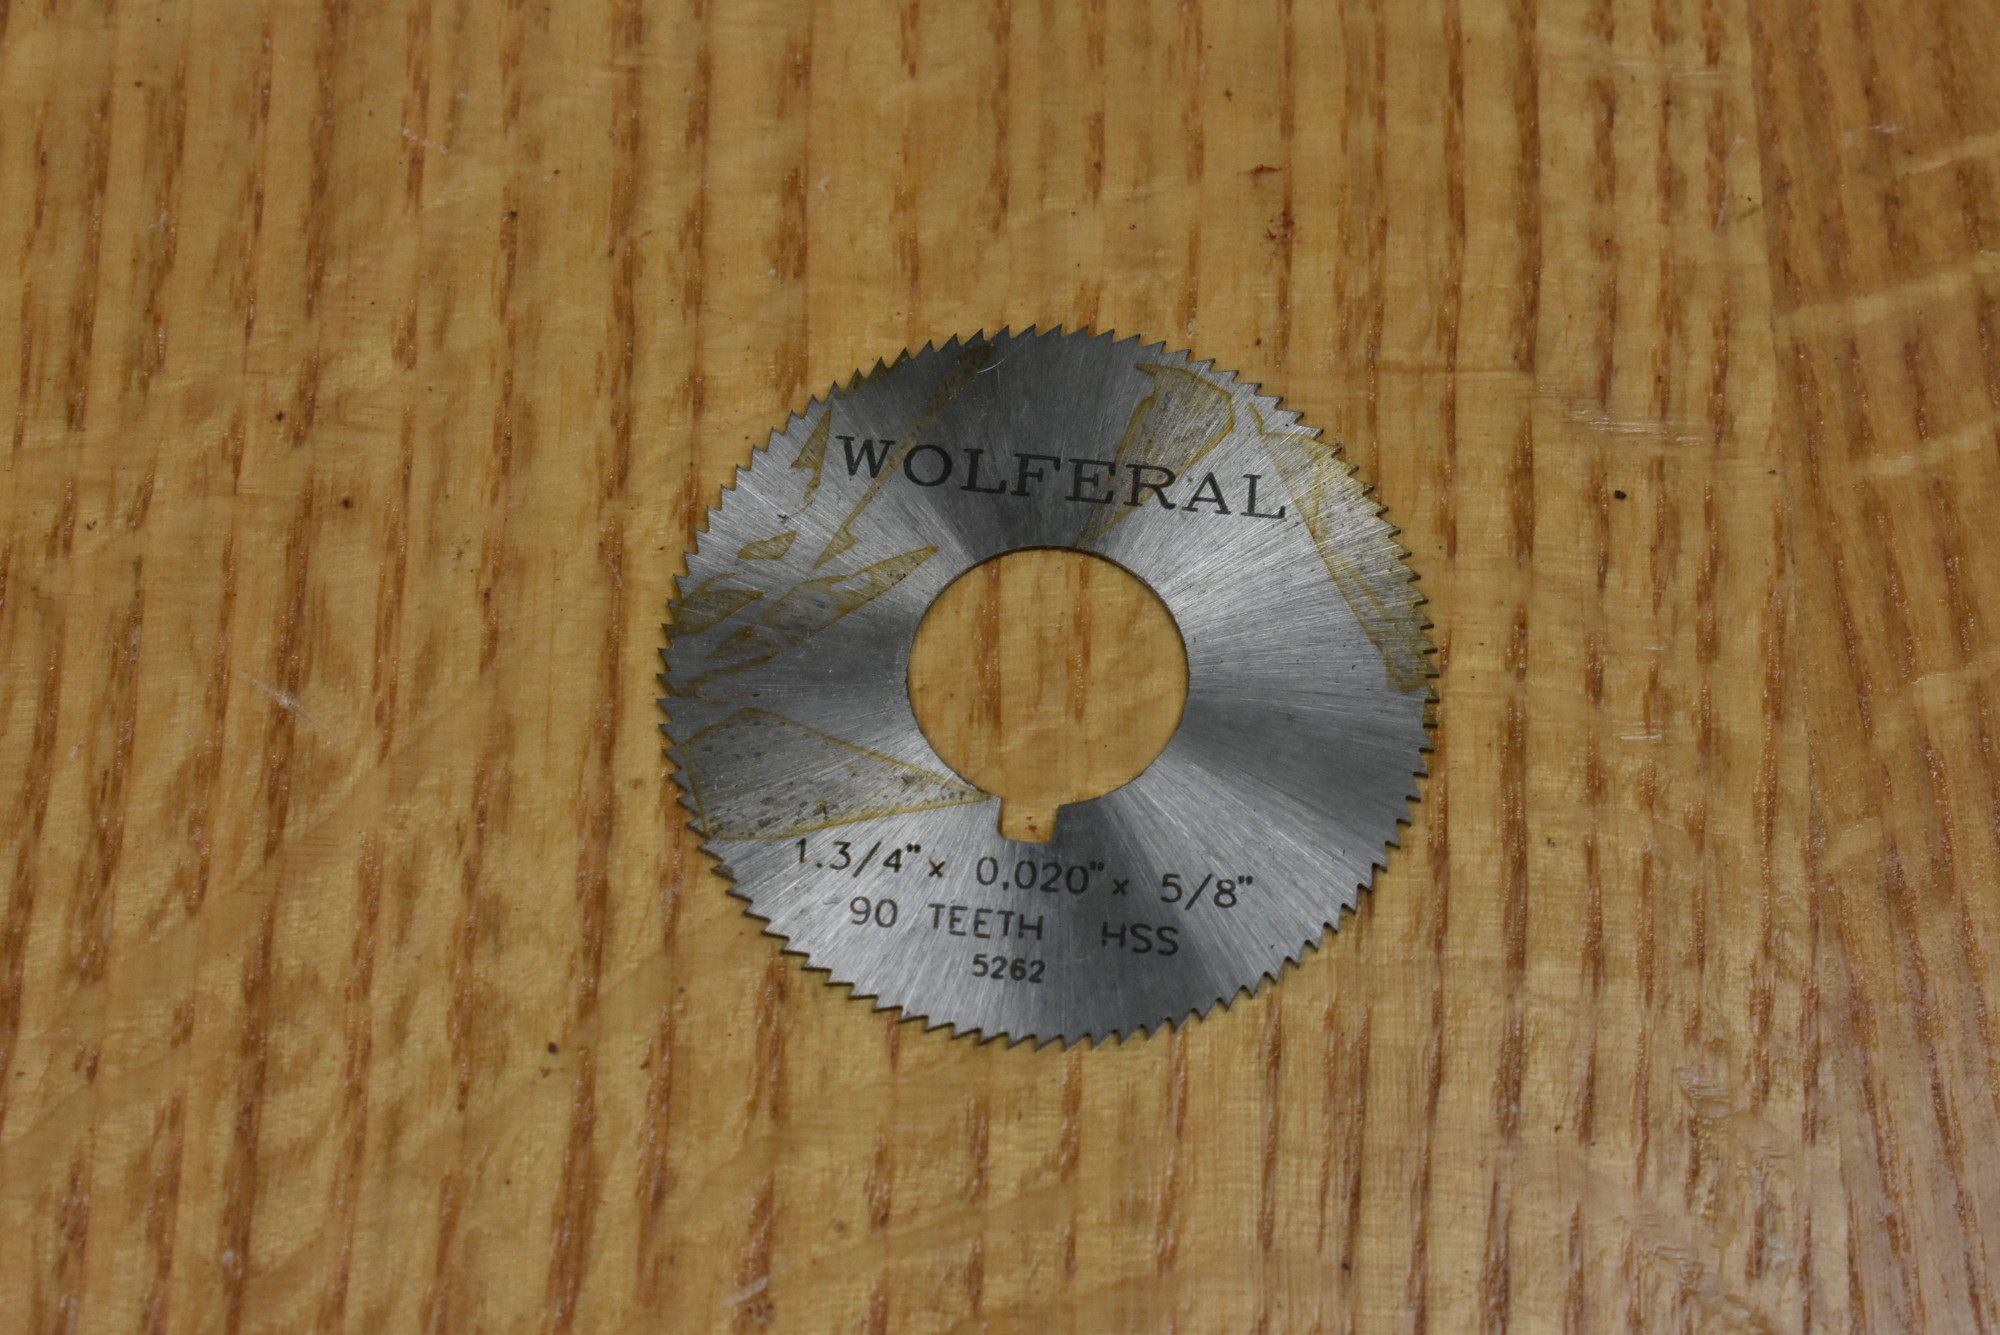 WOLFERAL
1.3/4"x 0,020"x 5/8"
90 TEETH HSS
5262